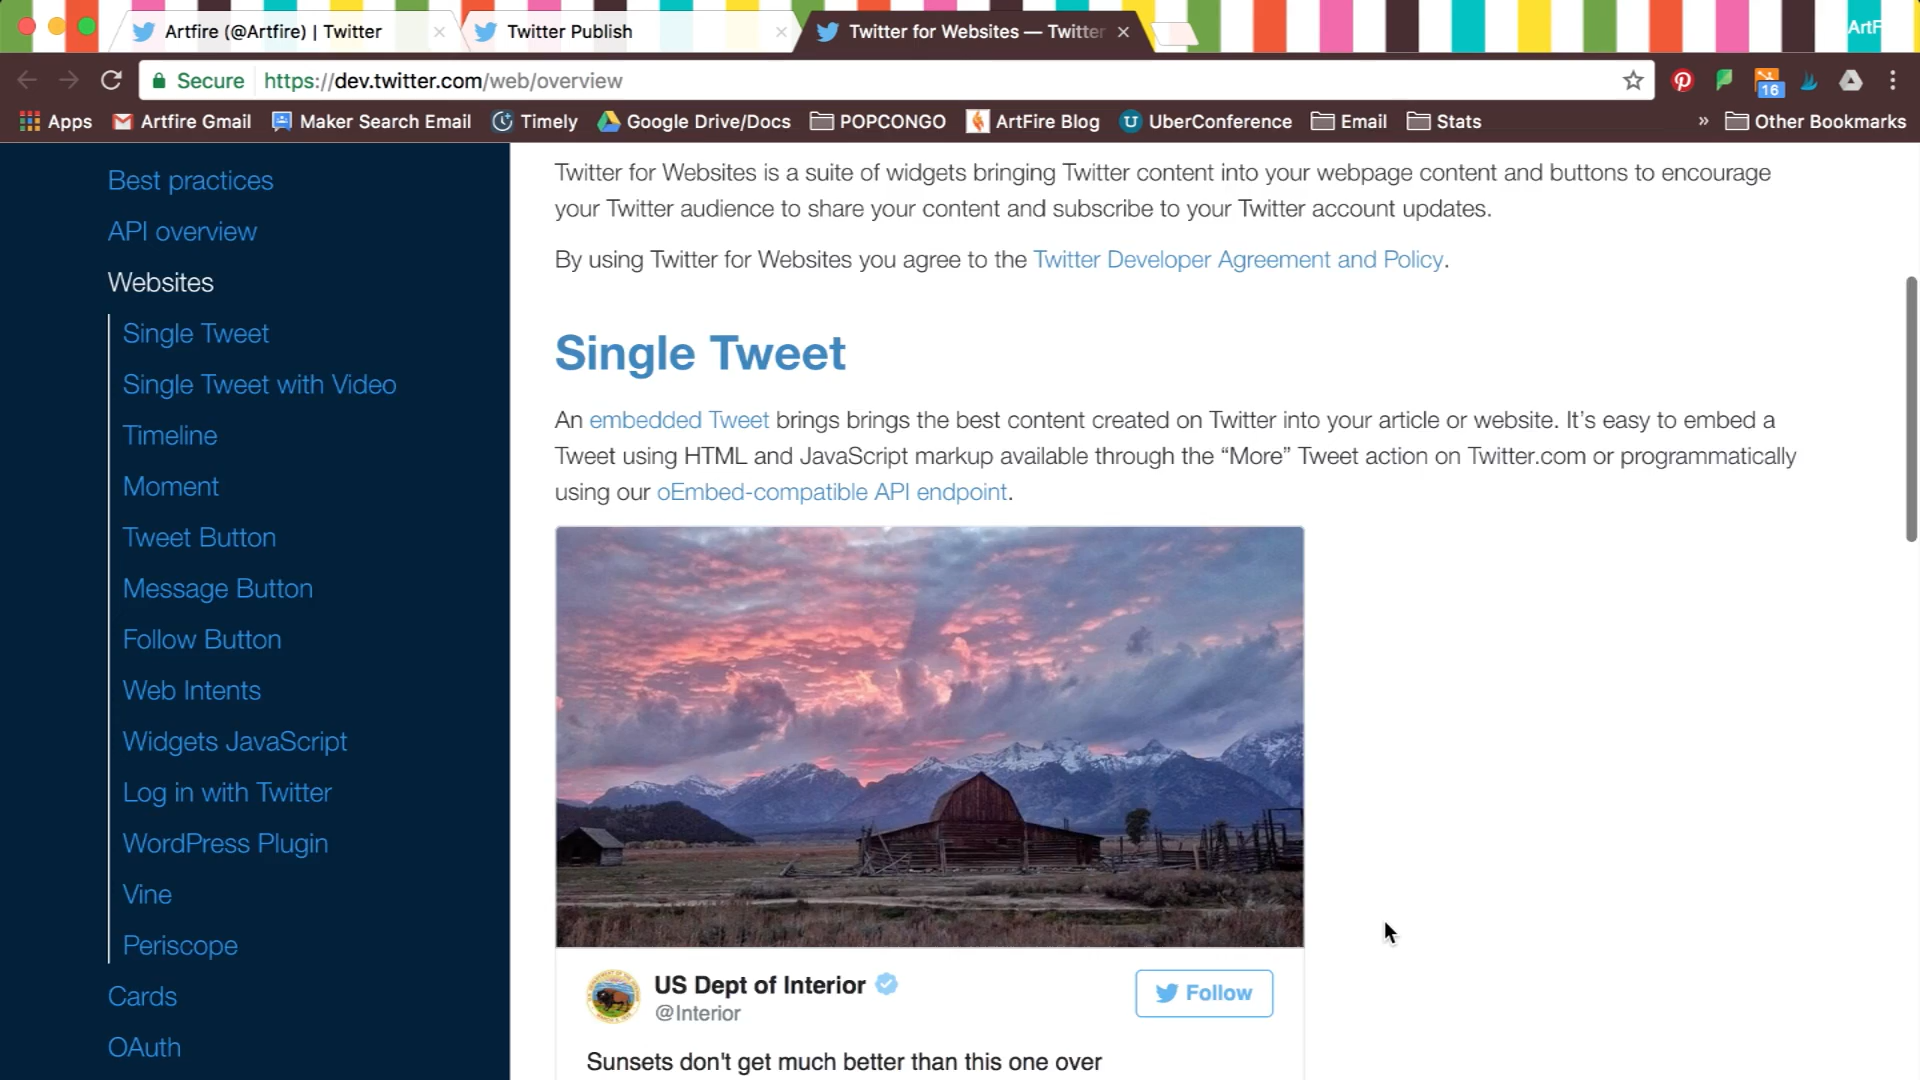 Artfire (@Artfire) | Twitter
Twitter Publish
Twitter for Websites — Twitter
ArtF
Secure https://dev.twitter.com/web/overview
16
Apps
Artfire Gmail
Maker Search Email
Timely
Google Drive/Docs
POPCONGO
ArtFire Blog
UberConference
Email
Stats
»
Other Bookmarks
Best practices
API overview
Websites
Single Tweet
Single Tweet with Video
Timeline
Moment
Tweet Button
Message Button
Follow Button
Web Intents
Widgets JavaScript
Log in with Twitter
WordPress Plugin
Vine
Periscope
Cards
OAuth
Twitter for Websites is a suite of widgets bringing Twitter content into your webpage content and buttons to encourage
your Twitter audience to share your content and subscribe to your Twitter account updates.
By using Twitter for Websites you agree to the Twitter Developer Agreement and Policy.
Single Tweet
An embedded Tweet brings brings the best content created on Twitter into your article or website. It’s easy to embed a
Tweet using HTML and JavaScript markup available through the “More” Tweet action on Twitter.com or programmatically
using our oEmbed-compatible API endpoint.
US Dept of Interior
@Interior
Follow
Sunsets don't get much better than this one over